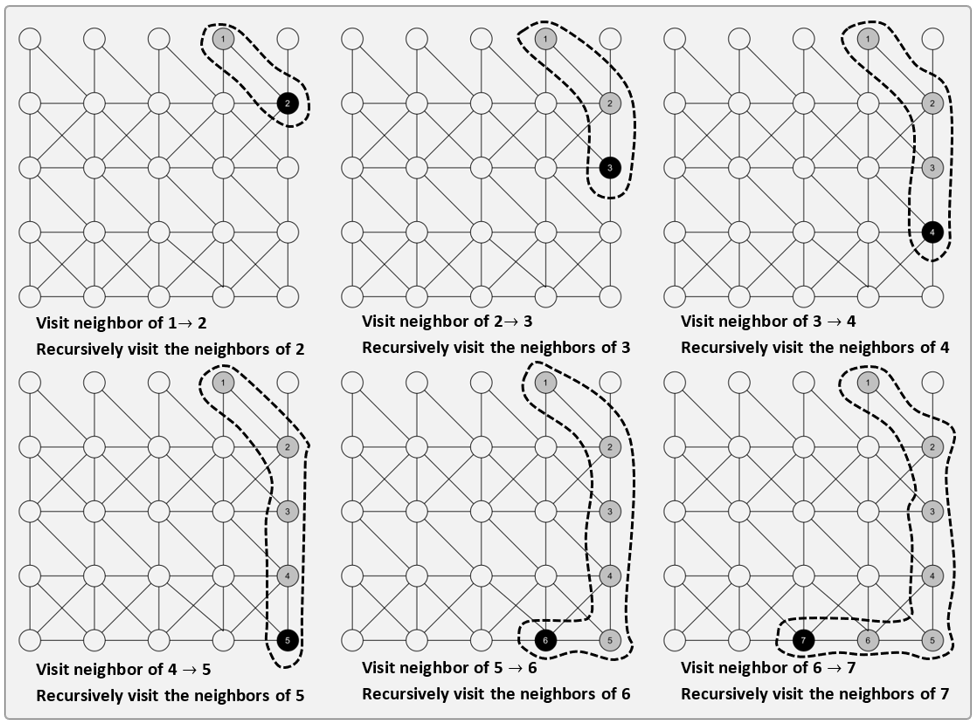 1 1 1
2 2 2
3 3
4
Visit neighbor of 1→ 2 Visit neighbor of 2→ 3 Visit neighbor of 3 → 4
Recursively visit the neighbors of 2 Recursively visit the neighbors of 3 Recursively visit the neighbors of 4
1 1 1
2 2 2
3 3 3
4 4 4
5 6 5 7 6 5
Visit neighbor of 4 → 5 Visit neighbor of 5 → 6 Visit neighbor of 6 → 7
Recursively visit the neighbors of 5 Recursively visit the neighbors of 6 Recursively visit the neighbors of 7